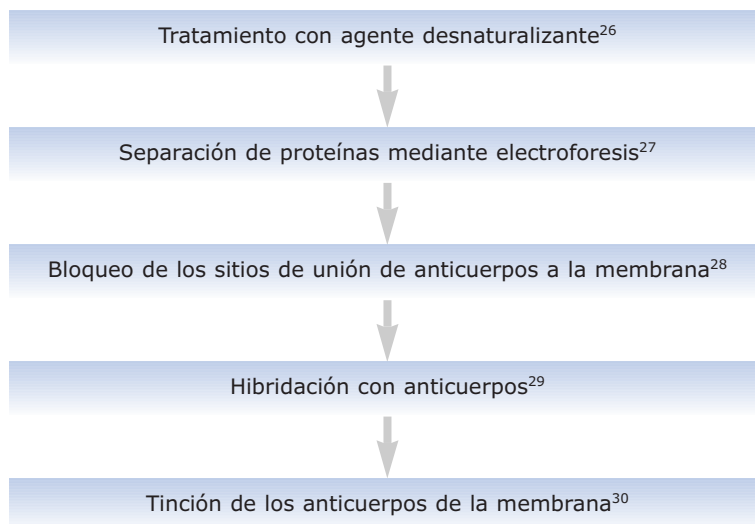 Tratamiento con agente desnaturalizante²⁶
Separación de proteínas mediante electroforesis²⁷
Bloqueo de los sitios de unión de anticuerpos a la membrana²⁸
Hibridación con anticuerpos²⁹
Tinción de los anticuerpos de la membrana³⁰